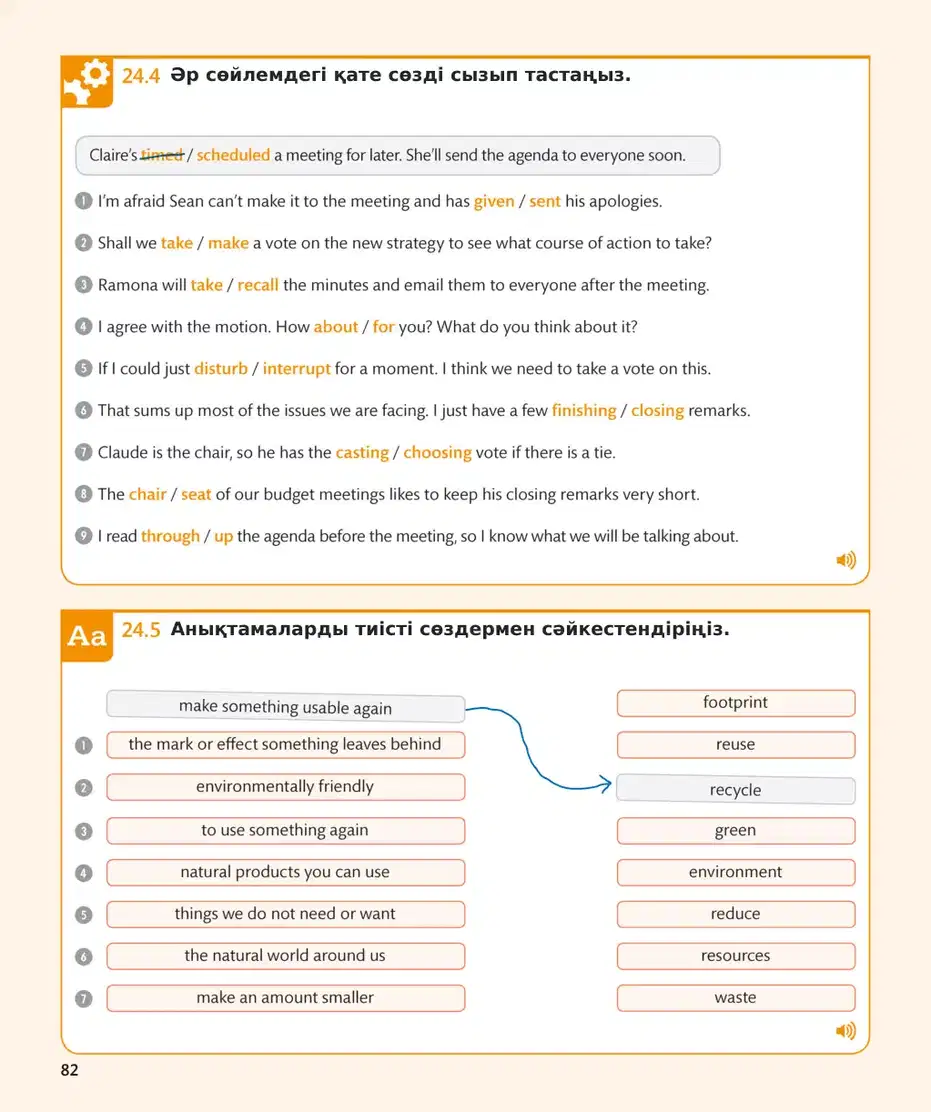 24.4 Әр сөйлемдегі қате сөзді сызып тастаңыз.
Claire's timed / scheduled a meeting for later. She'll send the agenda to everyone soon.
1 I'm afraid Sean can't make it to the meeting and has given / sent his apologies.
2 Shall we take / make a vote on the new strategy to see what course of action to take?
3 Ramona will take / recall the minutes and email them to everyone after the meeting.
4 I agree with the motion. How about / for you? What do you think about it?
5 If I could just disturb / interrupt for a moment. I think we need to take a vote on this.
6 That sums up most of the issues we are facing. I just have a few finishing / closing remarks.
7 Claude is the chair, so he has the casting / choosing vote if there is a tie.
8 The chair / seat of our budget meetings likes to keep his closing remarks very short.
9 I read through / up the agenda before the meeting, so I know what we will be talking about.
Aa 24.5 Анықтамаларды тиісті сөздермен сәйкестендіріңіз.
make something usable again footprint
1 the mark or effect something leaves behind reuse
2 environmentally friendly recycle
3 to use something again green
4 natural products you can use environment
5 things we do not need or want reduce
6 the natural world around us resources
7 make an amount smaller waste
82